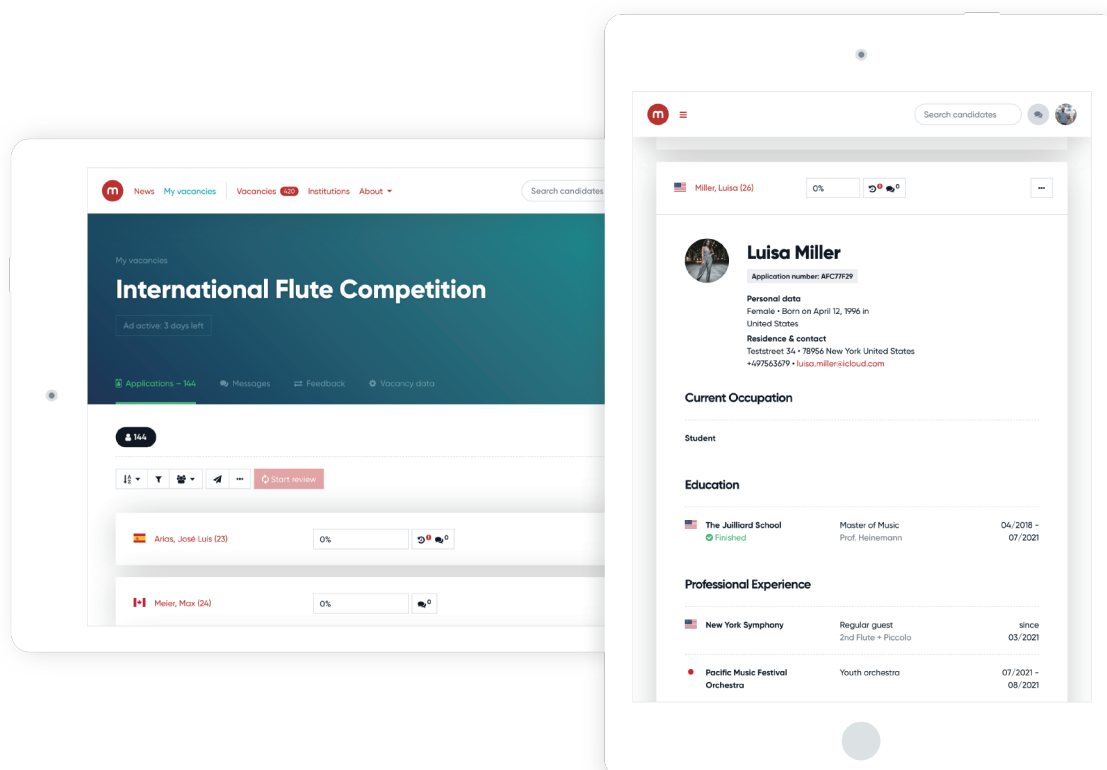 m
News My vacancies Vacancies 420 Institutions About
Search candidates
My vacancies
International Flute Competition
Ad active: 3 days left
Applications – 144 Messages Feedback Vacancy data
144
Start review
Arias, José Luis (23) 0% 0
Meier, Max (24) 0% 0
m
Search candidates
Miller, Luisa (26) 0% 0
Luisa Miller
Application number: AFC77F29
Personal data
Female • Born on April 12, 1996 in
United States
Residence & contact
Teststreet 34 • 78956 New York United States
+497563679 • luisa.miller@icloud.com
Current Occupation
Student
Education
The Juilliard School Master of Music 04/2018 –
Finished Prof. Heinemann 07/2021
Professional Experience
New York Symphony Regular guest since
2nd Flute + Piccolo 03/2021
Pacific Music Festival Youth orchestra 07/2021 –
Orchestra 08/2021